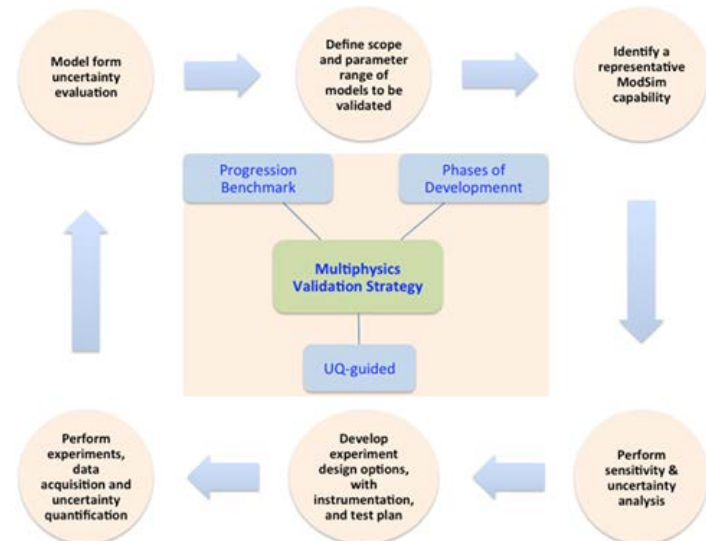 Model form
uncertainty
evaluation
Define scope
and parameter
range of
models to be
validated
Identify a
representative
ModSim
capability
Progression
Benchmark
Phases of
Developmennt
Multiphysics
Validation Strategy
UQ-guided
Perform
experiments,
data
acquisition and
uncertainty
quantification
Develop
experiment
design options,
with
instrumentation,
and test plan
Perform
sensitivity &
uncertainty
analysis